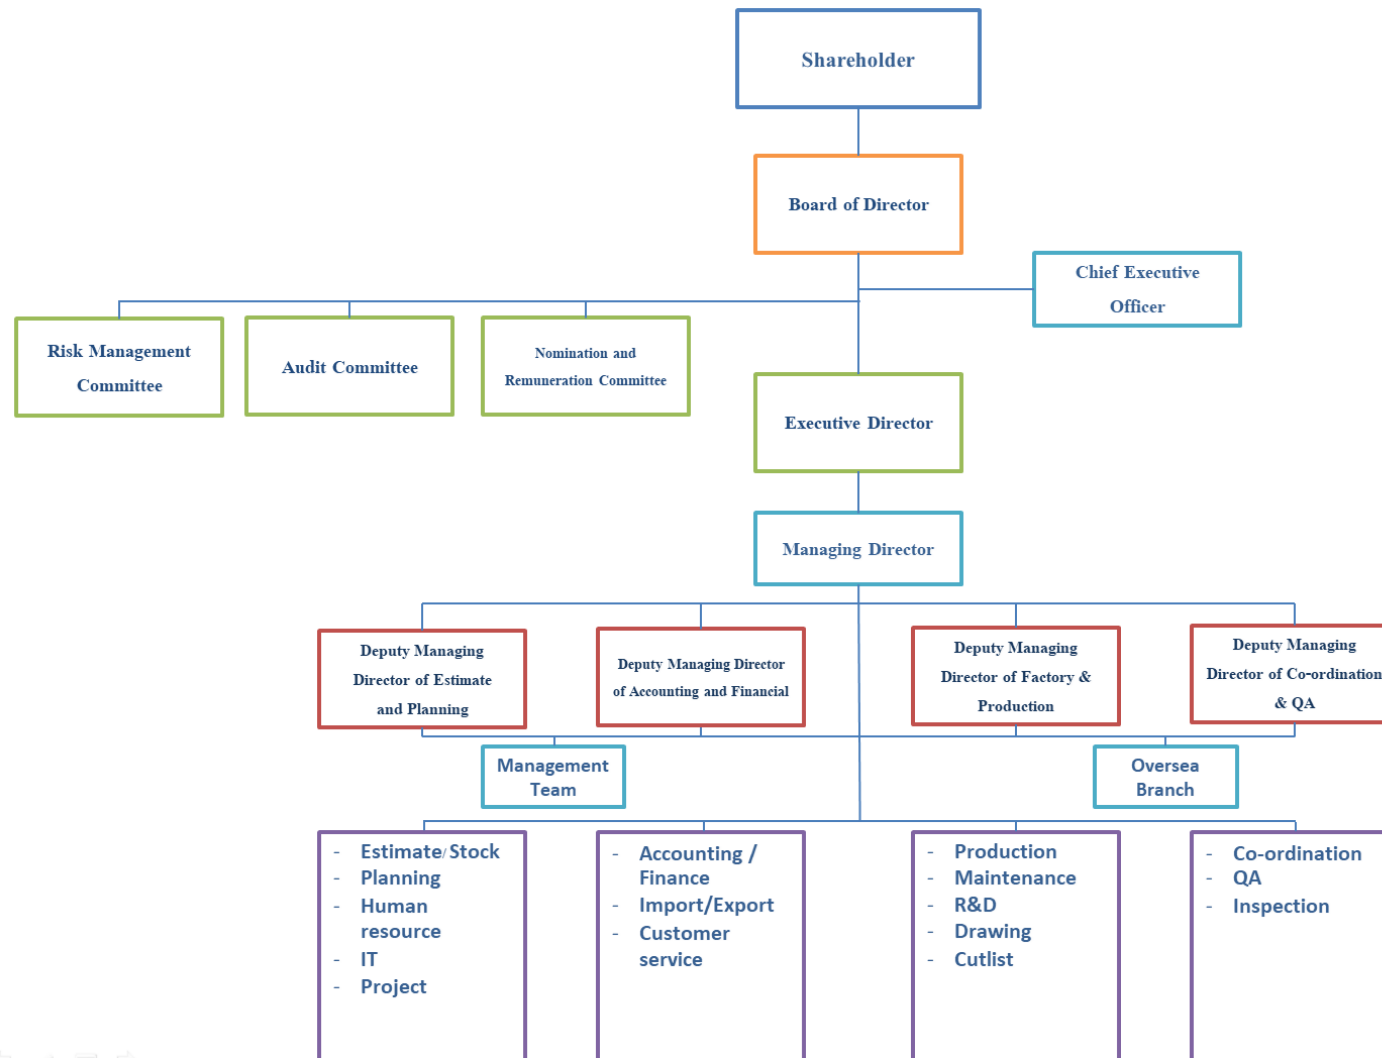 Shareholder
Board of Director
Chief Executive
Officer
Risk Management
Committee
Audit Committee
Nomination and
Remuneration Committee
Executive Director
Managing Director
Deputy Managing
Director of Estimate
and Planning
Deputy Managing Director
of Accounting and Financial
Deputy Managing
Director of Factory &
Production
Deputy Managing
Director of Co-ordination
& QA
Management
Team
Oversea
Branch
- Estimate/ Stock
- Planning
- Human
resource
- IT
- Project
- Accounting /
Finance
- Import/Export
- Customer
service
- Production
- Maintenance
- R&D
- Drawing
- Cutlist
- Co-ordination
- QA
- Inspection